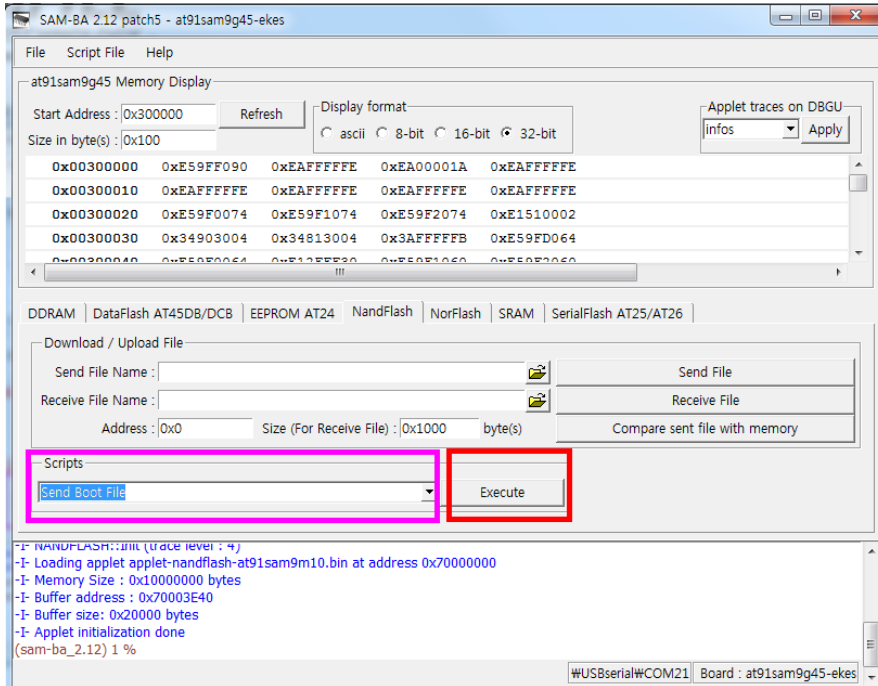 SAM-BA 2.12 patch5 - at91sam9g45-ekes
File Script File Help
at91sam9g45 Memory Display
Start Address : 0x300000 Refresh
Size in byte(s) : 0x100
Display format
ascii 8-bit 16-bit 32-bit
Applet traces on DBGU
infos Apply
0x00300000 0xE59FF090 0xEAFFFFFE 0xEA00001A 0xEAFFFFFE
0x00300010 0xEAFFFFFE 0xEAFFFFFE 0xEAFFFFFE 0xEAFFFFFE
0x00300020 0xE59F0074 0xE59F1074 0xE59F2074 0xE1510002
0x00300030 0x34903004 0x34813004 0x3AFFFFFB 0xE59FD064
DDRAM DataFlash AT45DB/DCB EEPROM AT24 NandFlash NorFlash SRAM SerialFlash AT25/AT26
Download / Upload File
Send File Name : Send File
Receive File Name : Receive File
Address : 0x0 Size (For Receive File) : 0x1000 byte(s) Compare sent file with memory
Scripts
Send Boot File Execute
-I- NANDFLASH::Init (trace level : 4)
-I- Loading applet applet-nandflash-at91sam9m10.bin at address 0x70000000
-I- Memory Size : 0x10000000 bytes
-I- Buffer address : 0x70003E40
-I- Buffer size: 0x20000 bytes
-I- Applet initialization done
(sam-ba_2.12) 1 %
₩USBserial₩COM21 Board : at91sam9g45-ekes